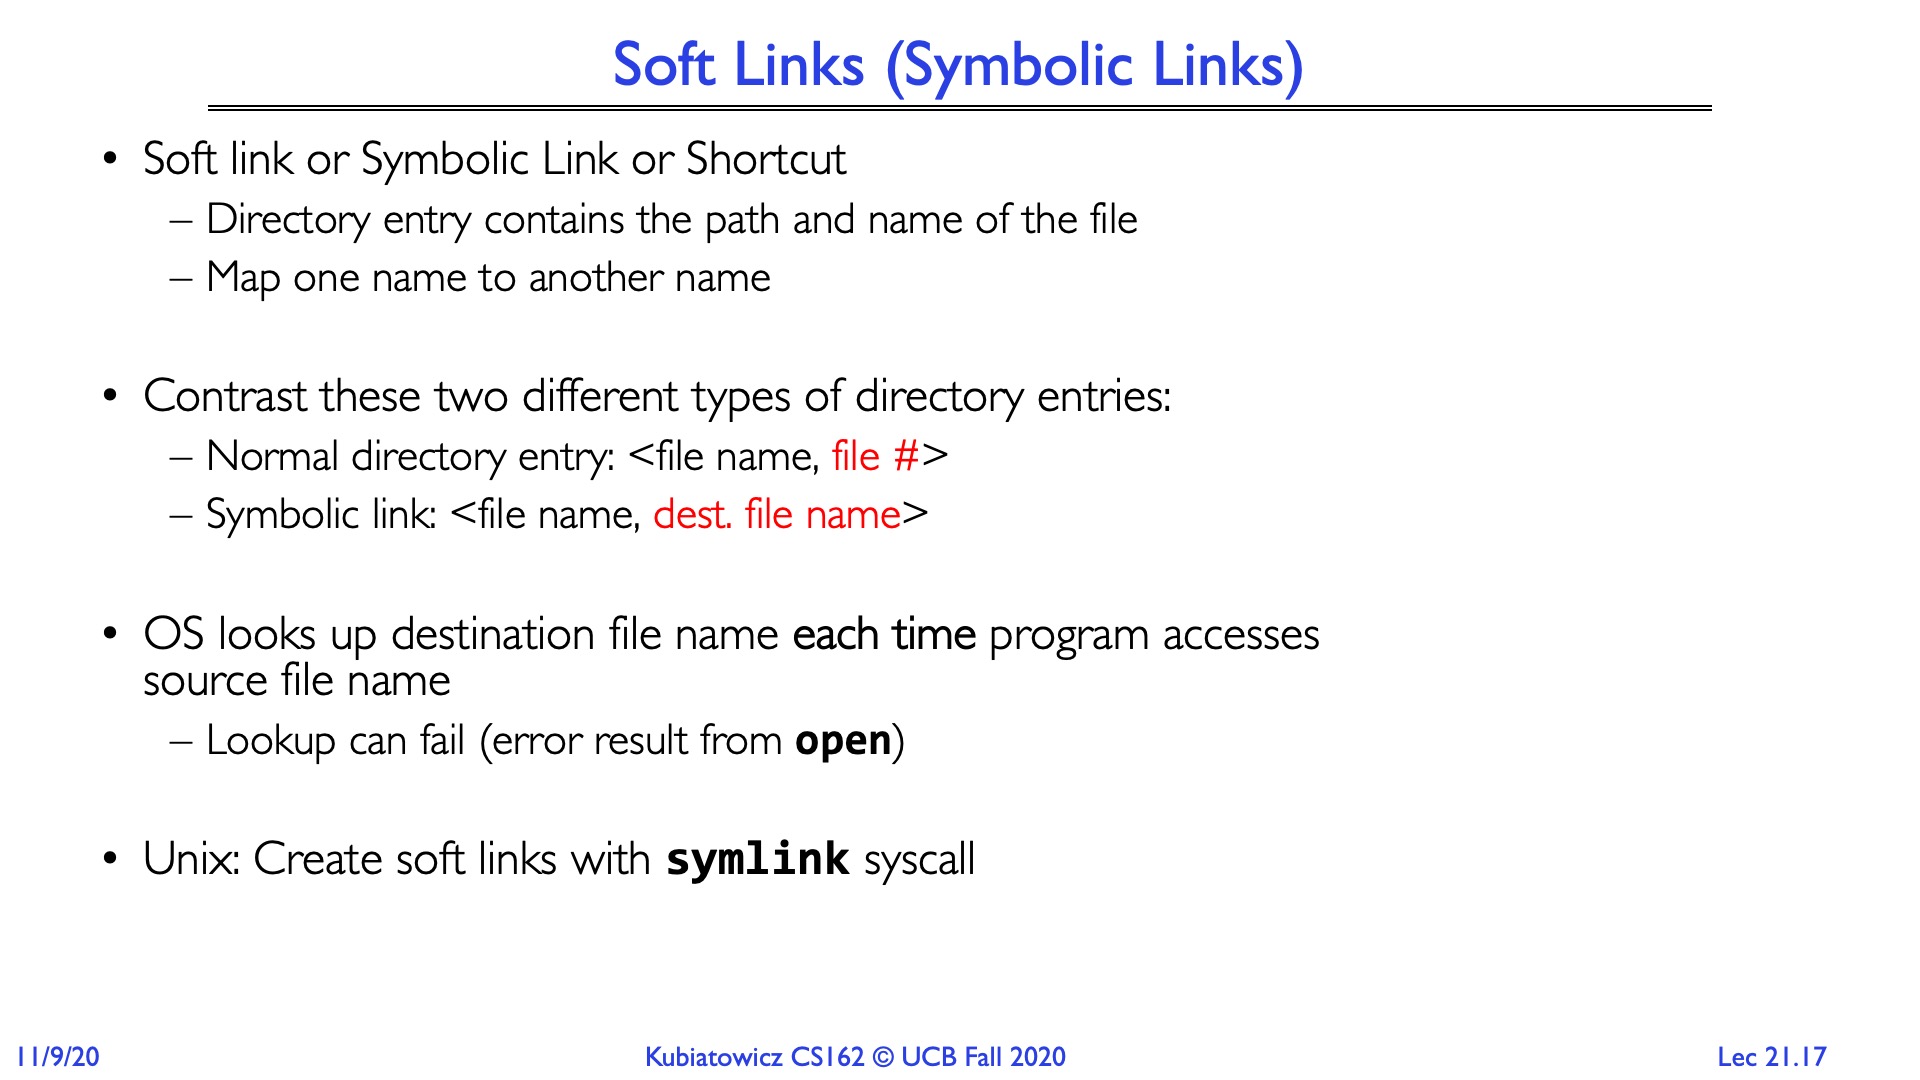 Soft Links (Symbolic Links)
• Soft link or Symbolic Link or Shortcut
– Directory entry contains the path and name of the file
– Map one name to another name
• Contrast these two different types of directory entries:
– Normal directory entry: <file name, file #>
– Symbolic link: <file name, dest. file name>
• OS looks up destination file name each time program accesses
source file name
– Lookup can fail (error result from open)
• Unix: Create soft links with symlink syscall
11/9/20
Kubiatowicz CS162 © UCB Fall 2020
Lec 21.17